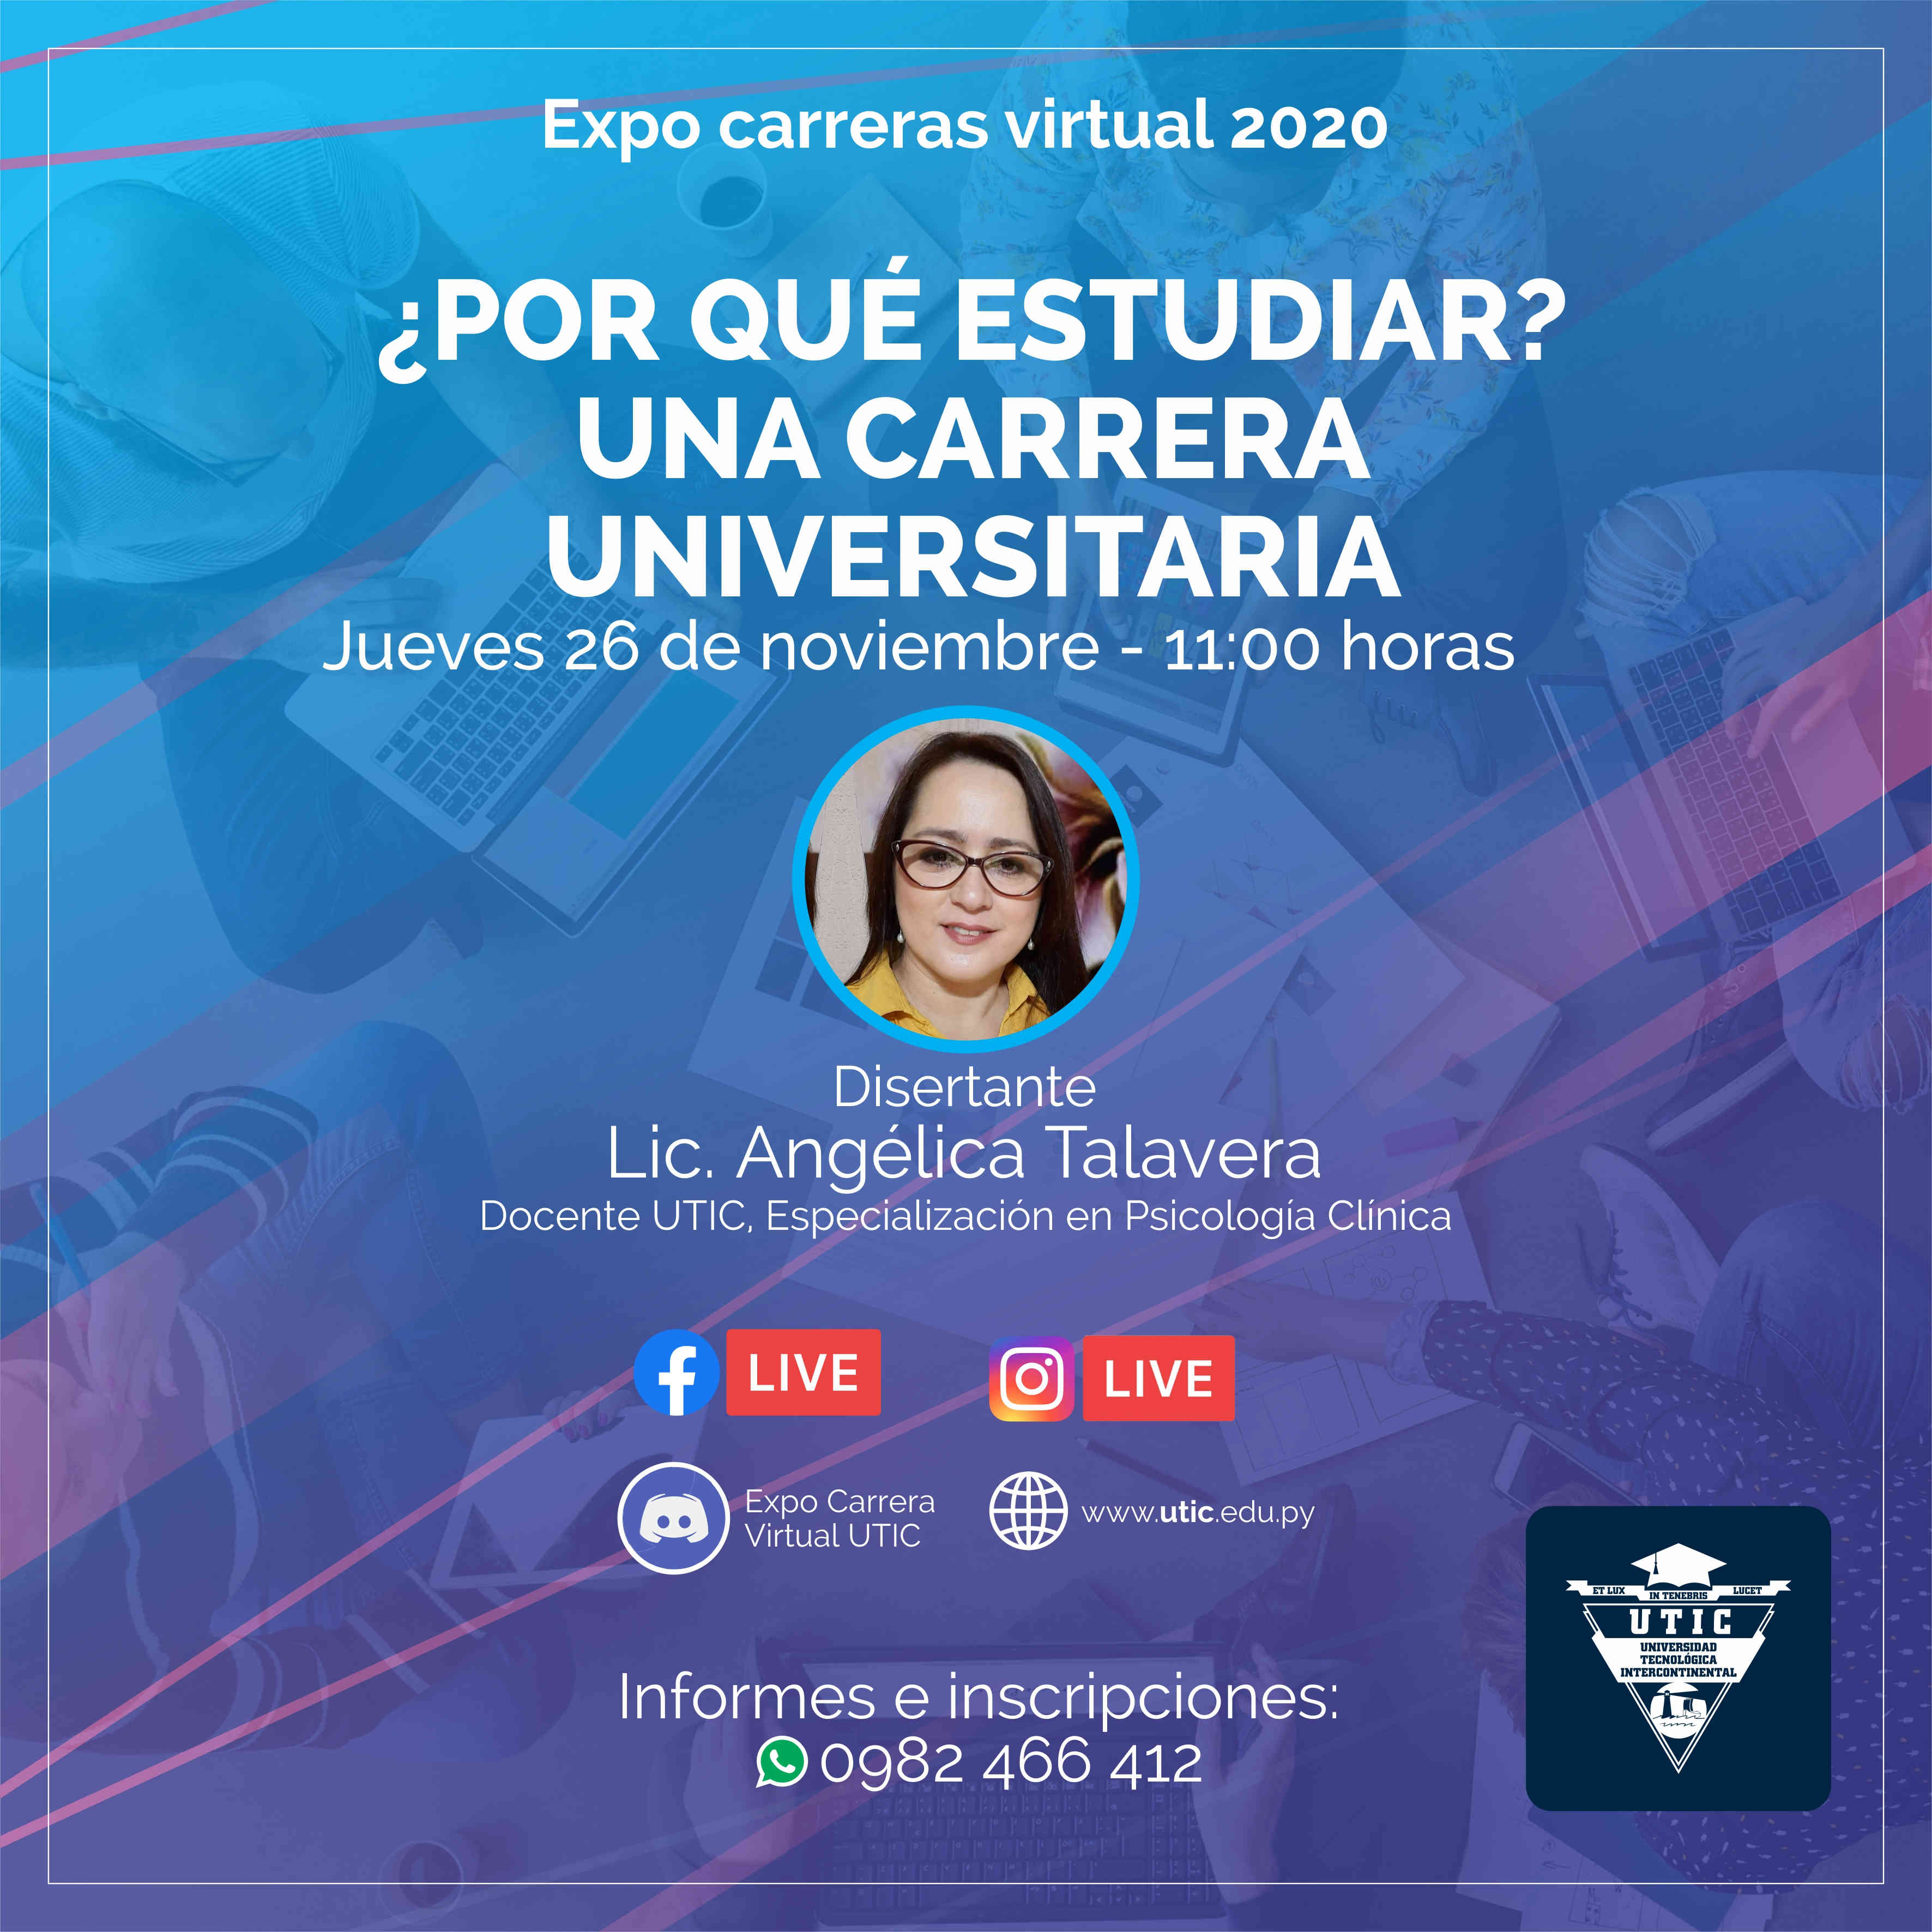 Expo carreras virtual 2020
¿POR QUÉ ESTUDIAR?
UNA CARRERA
UNIVERSITARIA
Jueves 26 de noviembre - 11:00 horas
Disertante
Lic. Angélica Talavera
Docente UTIC, Especialización en Psicología Clínica
LIVE
LIVE
Expo Carrera
Virtual UTIC
www.utic.edu.py
Informes e inscripciones:
0982 466 412
ET LUX IN TENEBRIS LUCET
UTIC
UNIVERSIDAD
TECNOLÓGICA
INTERCONTINENTAL